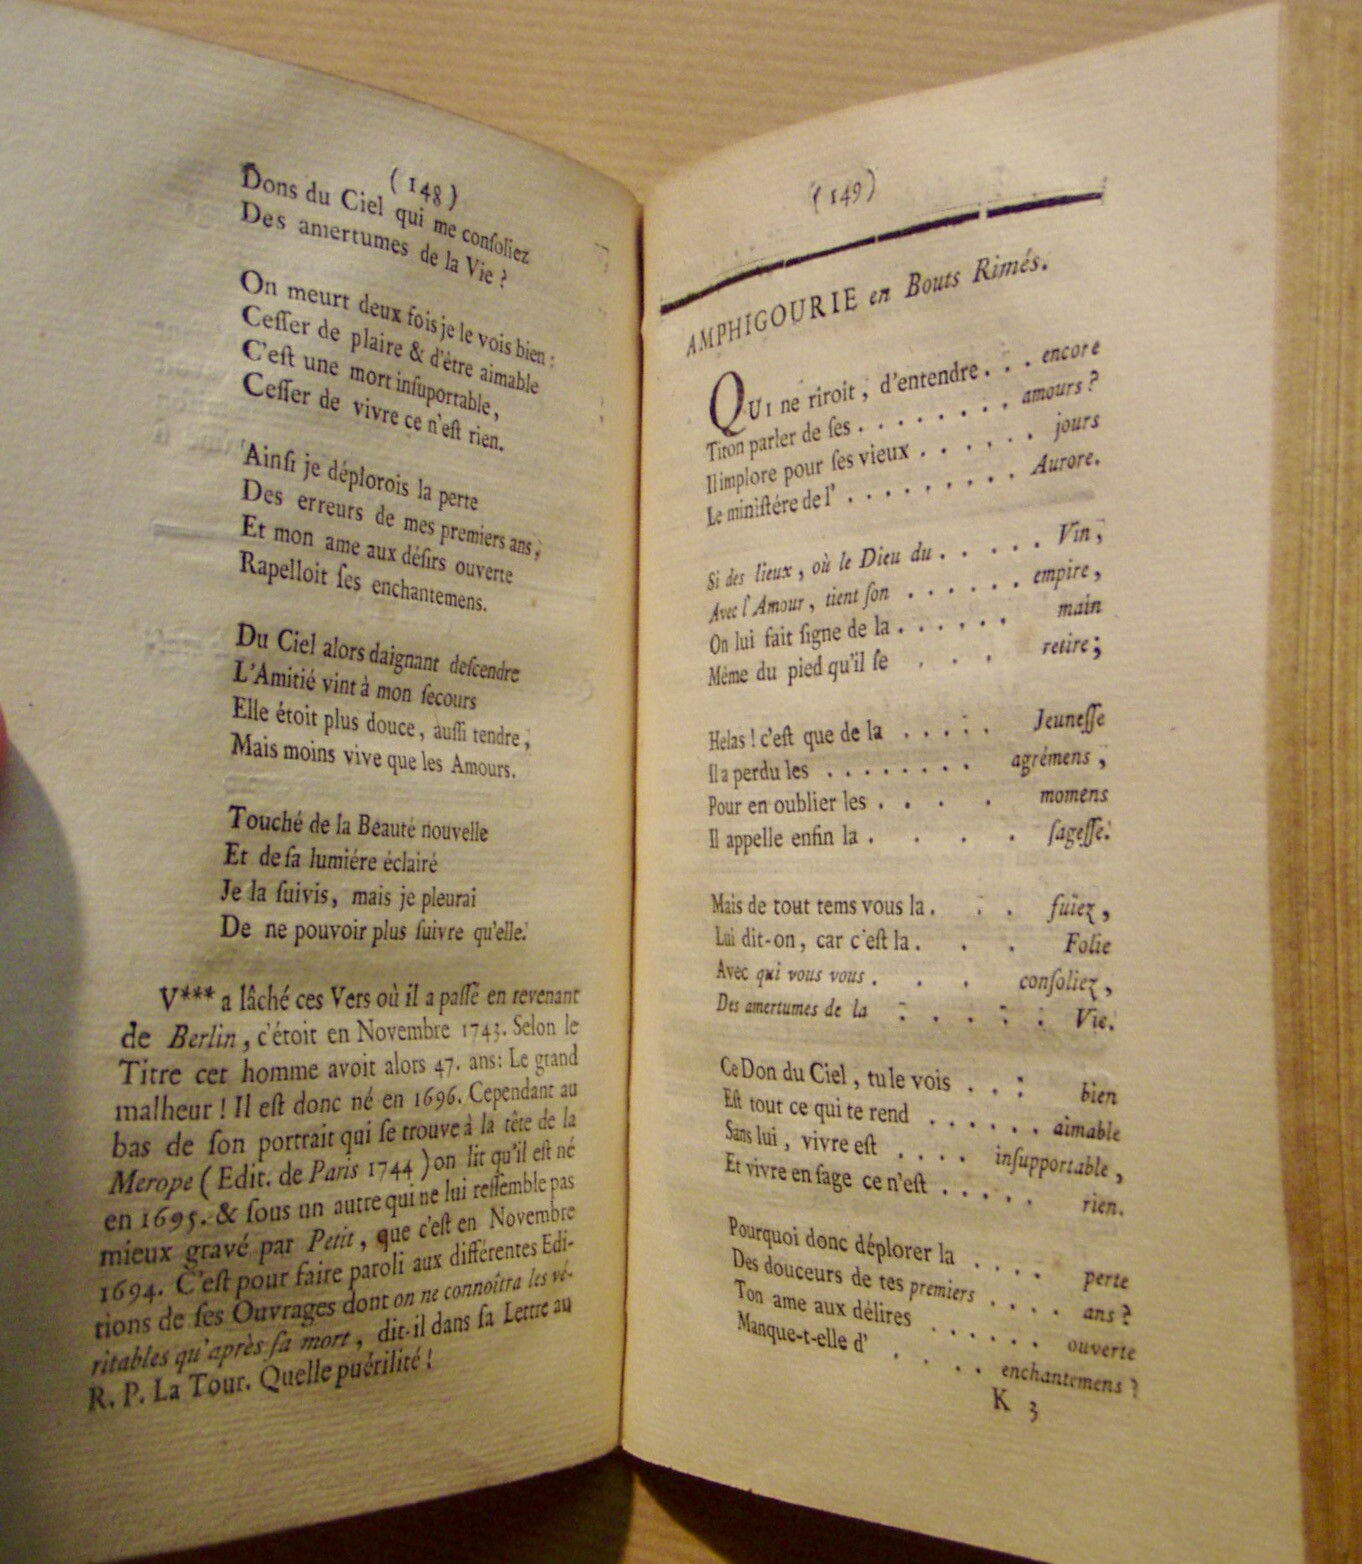 ( 148 )
Dons du Ciel qui me conſoliez
Des amertumes de la Vie ?
On meurt deux fois je le vois bien :
Ceſſer de plaire & d'être aimable
C'eſt une mort inſuportable,
Ceſſer de vivre ce n'eſt rien.
Ainſi je déplorois la perte
Des erreurs de mes premiers ans,
Et mon ame aux déſirs ouverte
Rapelloit ſes enchantemens.
Du Ciel alors daignant deſcendre
L'Amitié vint à mon ſecours
Elle étoit plus douce, auſſi tendre ,
Mais moins vive que les Amours.
Touché de la Beauté nouvelle
Et de ſa lumiére éclairé
Je la ſuivis, mais je pleurai
De ne pouvoir plus ſuivre qu'elle.
V*** a lâché ces Vers où il a paſſé en revenant
de Berlin, c'étoit en Novembre 1743. Selon le
Titre cet homme avoit alors 47. ans: Le grand
malheur ! Il eſt donc né en 1696. Cependant au
bas de ſon portrait qui ſe trouve à la tête de la
Merope ( Edit. de Paris 1744 ) on lit qu'il eſt né
en 1695. & ſous un autre qui ne lui reſſemble pas
mieux gravé par Petit, que c'eſt en Novembre
1694. C'eſt pour faire paroli aux différentes Edi-
tions de ſes Ouvrages dont on ne connoîtra les vé-
ritables qu'après ſa mort, dit-il dans ſa Lettre au
R. P. La Tour. Quelle puérilité !
( 149 )
AMPHIGOURIE en Bouts Rimés.
QUI ne riroit, d'entendre . . . encore
Titon parler de ſes . . . . . . . . amours ?
Il implore pour ſes vieux . . . . . . jours
Le miniſtére de l' . . . . . . . . . Aurore.
Si des lieux, où le Dieu du . . . . . Vin,
Avec l'Amour, tient ſon . . . . . . empire,
On lui fait ſigne de la . . . . . . main
Méme du pied qu'il ſe . . . retire;
Helas ! c'eſt que de la . . . . . Jeuneſſe
Il a perdu les . . . . . . . . agrémens ,
Pour en oublier les . . . . momens
Il appelle enfin la . . . . ſageſſe.
Mais de tout tems vous la . . . fuiez,
Lui dit-on, car c'eſt la . . . Folie
Avec qui vous vous . . . conſoliez,
Des amertumes de la . . . . . Vie.
Ce Don du Ciel, tu le vois . . : bien
Eſt tout ce qui te rend . . . . . . aimable
Sans lui, vivre eſt . . . . inſupportable ,
Et vivre en ſage ce n'eſt . . . . . rien.
Pourquoi donc déplorer la . . . . perte
Des douceurs de tes premiers . . . . ans ?
Ton ame aux délires . . . . . . ouverte
Manque-t-elle d' . . . . enchantemens ?
K 3